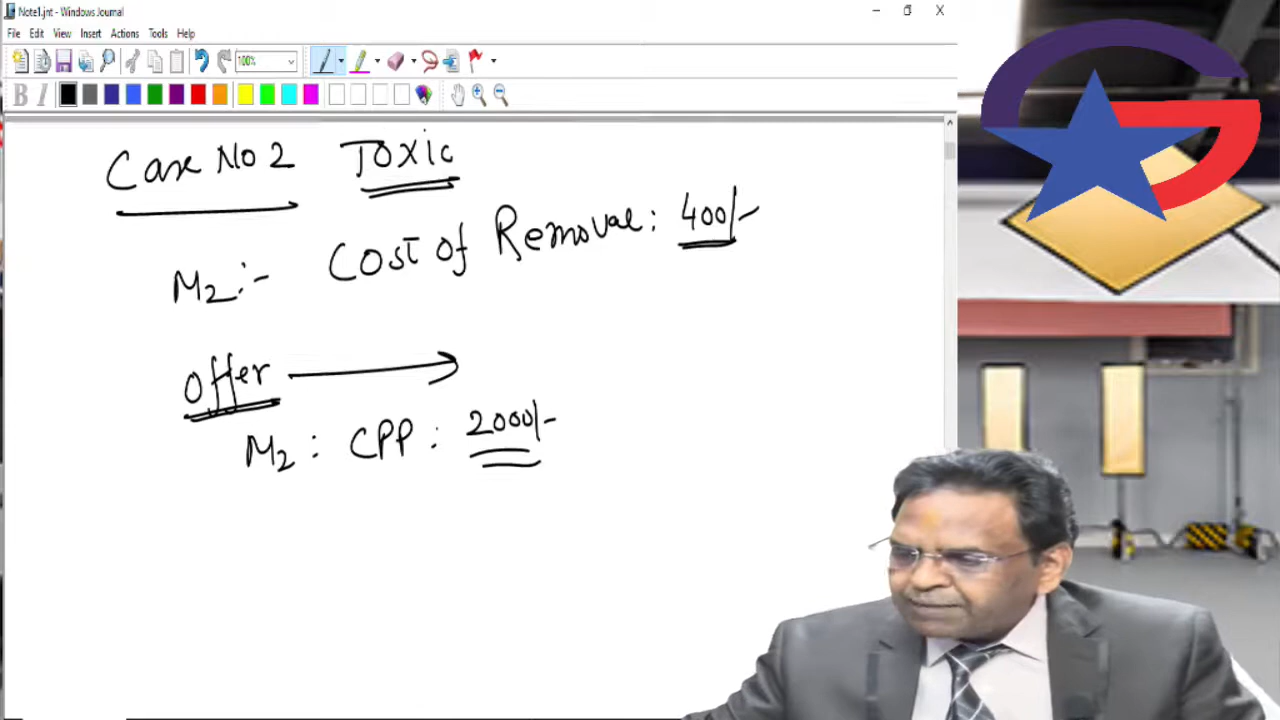 Note1.jnt - Windows Journal
File Edit View Insert Actions Tools Help
100%
B I
Case No 2 Toxic
Cost of Removal: 400/-
M2:-
Offer
M2 : CPP : 2000/-